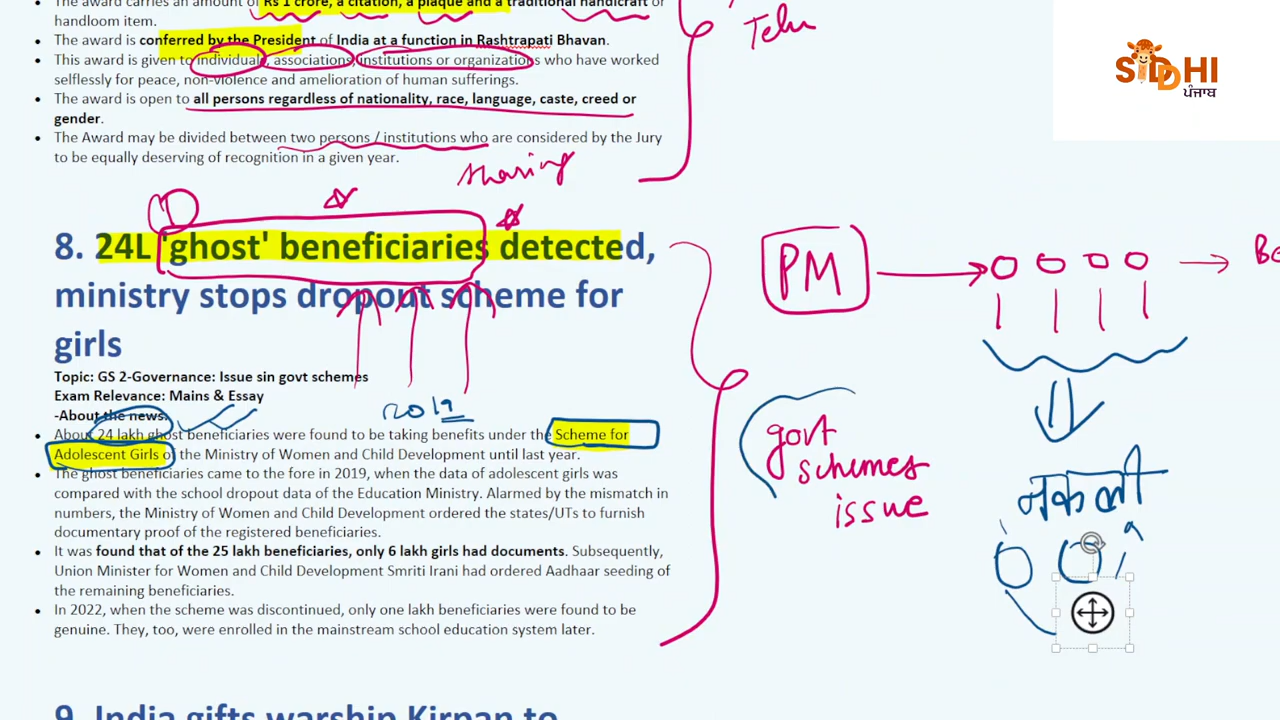 The award carries an amount of Rs 1 crore, a citation, a plaque and a traditional handicraft or
handloom item.
Telu
The award is conferred by the President of India at a function in Rashtrapati Bhavan.
This award is given to individuals, associations, institutions or organizations who have worked
selflessly for peace, non-violence and amelioration of human sufferings.
SIDDHI
ਪੰਜਾਬ
The award is open to all persons regardless of nationality, race, language, caste, creed or
gender.
The Award may be divided between two persons / institutions who are considered by the Jury
to be equally deserving of recognition in a given year.
sharing
8. 24L 'ghost' beneficiaries detected,
ministry stops dropout scheme for
girls
PM
Topic: GS 2-Governance: Issue sin govt schemes
Exam Relevance: Mains & Essay
-About the news:
2019
About 24 lakh ghost beneficiaries were found to be taking benefits under the Scheme for
Adolescent Girls of the Ministry of Women and Child Development until last year.
The ghost beneficiaries came to the fore in 2019, when the data of adolescent girls was
compared with the school dropout data of the Education Ministry. Alarmed by the mismatch in
numbers, the Ministry of Women and Child Development ordered the states/UTs to furnish
documentary proof of the registered beneficiaries.
It was found that of the 25 lakh beneficiaries, only 6 lakh girls had documents. Subsequently,
Union Minister for Women and Child Development Smriti Irani had ordered Aadhaar seeding of
the remaining beneficiaries.
In 2022, when the scheme was discontinued, only one lakh beneficiaries were found to be
genuine. They, too, were enrolled in the mainstream school education system later.
govt
schemes
issue
नकली
9. India gifts warship Kirpan to